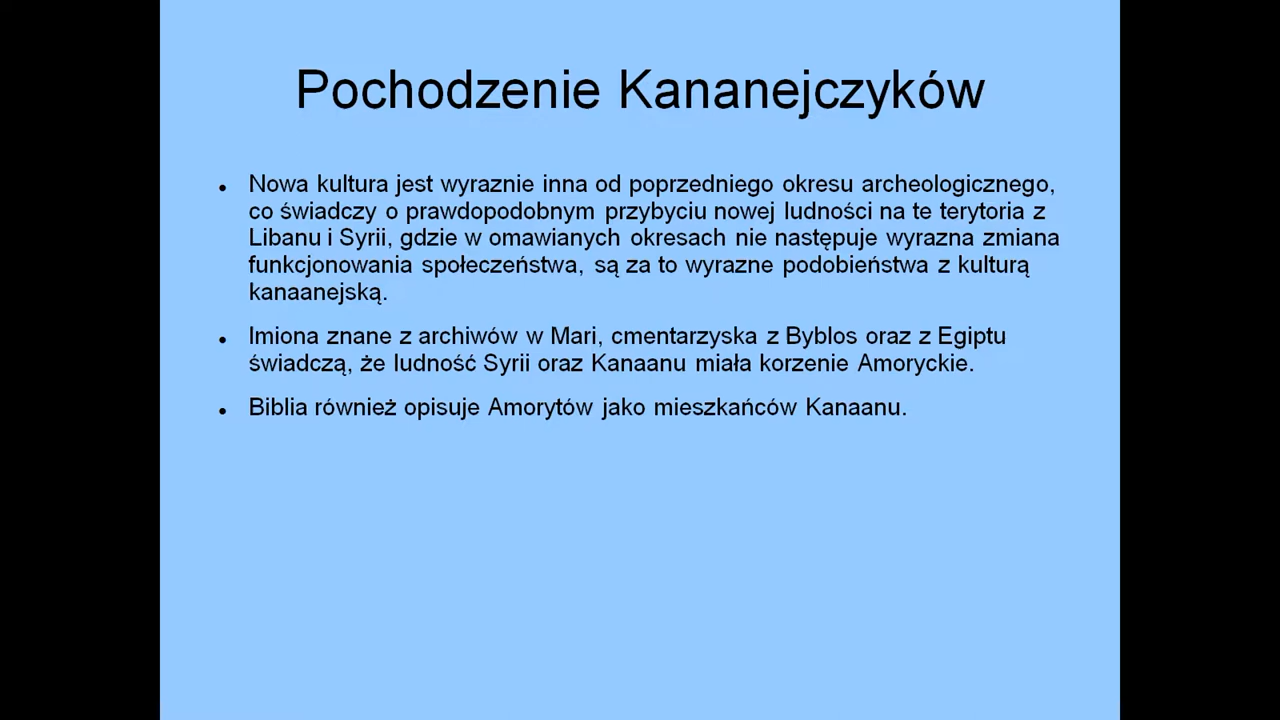 Pochodzenie Kananejczyków
Nowa kultura jest wyraznie inna od poprzedniego okresu archeologicznego,
co świadczy o prawdopodobnym przybyciu nowej ludności na te terytoria z
Libanu i Syrii, gdzie w omawianych okresach nie następuje wyrazna zmiana
funkcjonowania społeczeństwa, są za to wyrazne podobieństwa z kulturą
kanaanejską.
Imiona znane z archiwów w Mari, cmentarzyska z Byblos oraz z Egiptu
świadczą, że ludność Syrii oraz Kanaanu miała korzenie Amoryckie.
Biblia również opisuje Amorytów jako mieszkańców Kanaanu.